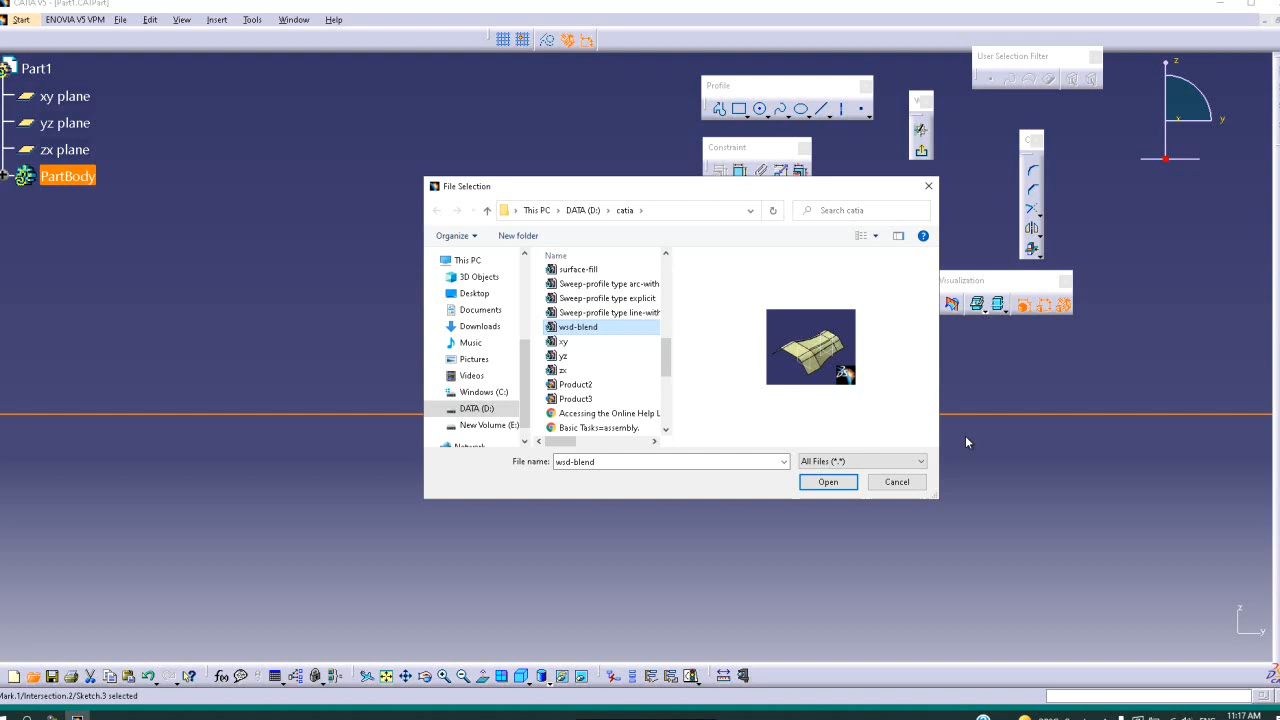 CATIA V5 - [Part1.CATPart]
Start
ENOVIA V5 VPM
File
Edit
View
Insert
Tools
Window
Help
Part1
xy plane
yz plane
zx plane
PartBody
Profile
Constraint
User Selection Filter
Visualization
z
y
x
File Selection
This PC > DATA (D:) > catia >
Search catia
Organize
New folder
This PC
3D Objects
Desktop
Documents
Downloads
Music
Pictures
Videos
Windows (C:)
DATA (D:)
New Volume (E:)
Network
Name
surface-fill
Sweep-profile type arc-with
Sweep-profile type explicit
Sweep-profile type line-with
wsd-blend
xy
yz
zx
Product2
Product3
Accessing the Online Help L
Basic Tasks=assembly.
File name: wsd-blend
All Files (*.*)
Open
Cancel
z
y
Mark.1/Intersection.2/Sketch.3 selected
ENG
11:17 AM